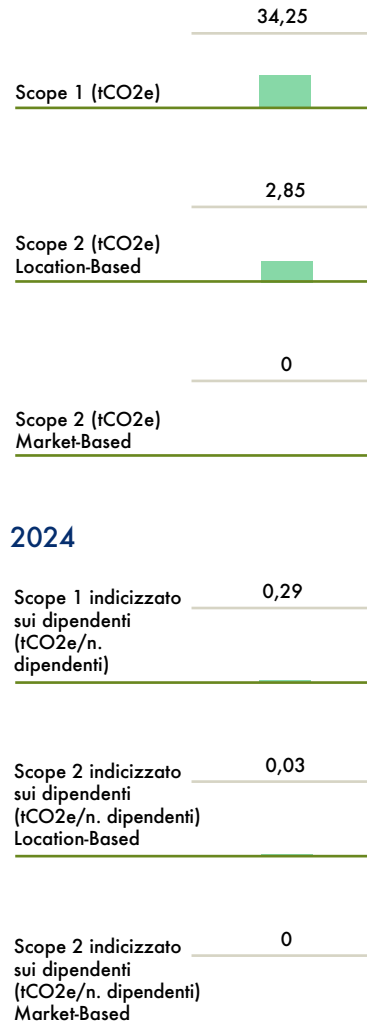 34,25
Scope 1 (tCO2e)
2,85
Scope 2 (tCO2e)
Location-Based
0
Scope 2 (tCO2e)
Market-Based
2024
0,29
Scope 1 indicizzato
sui dipendenti
(tCO2e/n.
dipendenti)
0,03
Scope 2 indicizzato
sui dipendenti
(tCO2e/n. dipendenti)
Location-Based
0
Scope 2 indicizzato
sui dipendenti
(tCO2e/n. dipendenti)
Market-Based